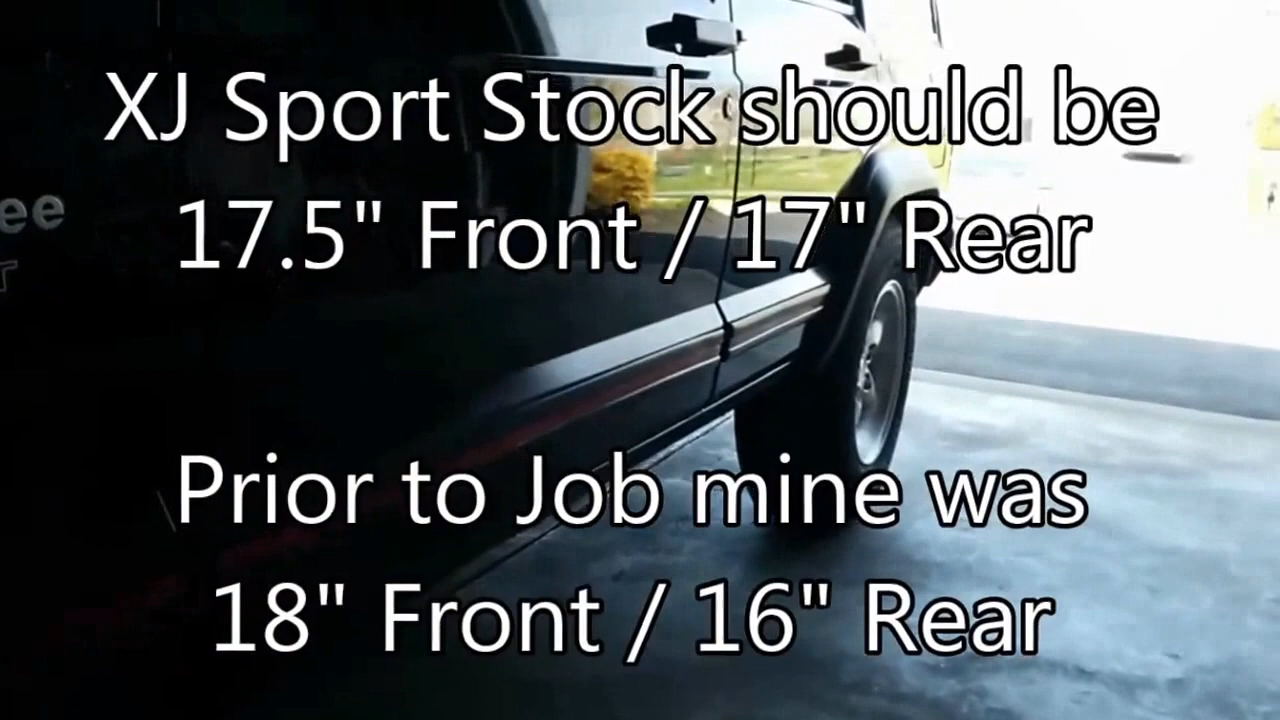 XJ Sport Stock should be
17.5" Front / 17" Rear
ee
r
Prior to Job mine was
18" Front / 16" Rear